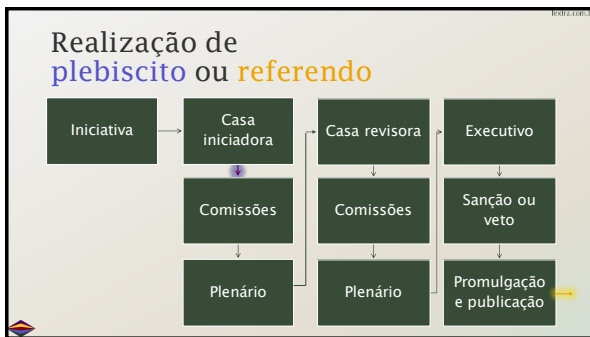 Realização de
plebiscito ou referendo
Iniciativa
Casa
iniciadora
Comissões
Plenário
Casa revisora
Comissões
Plenário
Executivo
Sanção ou
veto
Promulgação
e publicação